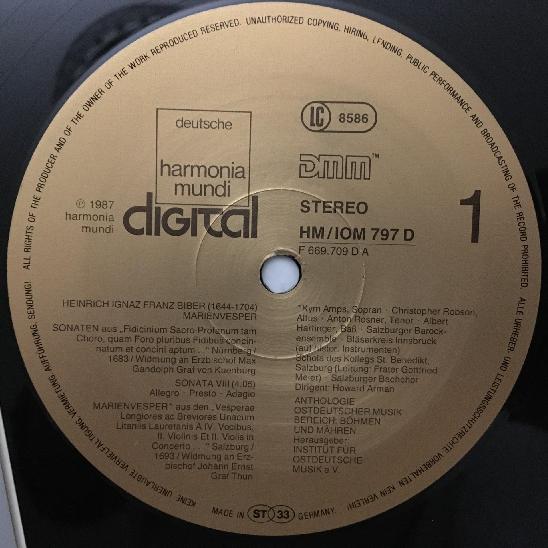 ALL RIGHTS OF THE PRODUCER AND OF THE OWNER OF THE WORK REPRODUCED RESERVED. UNAUTHORIZED COPYING, HIRING, LENDING, PUBLIC PERFORMANCE AND BROADCASTING OF THE RECORD PROHIBITED.
ALLE URHEBER- UND LEISTUNGSSCHUTZRECHTE VORBEHALTEN. KEIN VERLEIH! KEINE UNERLAUBTE VERVIELFÄLTIGUNG, VERMIETUNG, AUFFÜHRUNG, SENDUNG!
LC 8586
deutsche
harmonia
mundi
DMM™
℗ 1987
harmonia
mundi
digital
STEREO
HM/IOM 797 D
F 669.709 D A
1
HEINRICH IGNAZ FRANZ BIBER (1644-1704)
MARIENVESPER
SONATEN aus „Fidicinium Sacro-Profanum tam
Choro, quam Foro pluribus Fidibus concin-
natum et concini aptum ..." Nürnberg/
1683/Widmung an Erzbischof Max
Gandolph Graf von Kuenburg
SONATA VIII (4.05)
Allegro · Presto · Adagio
MARIENVESPER* aus den „Vesperae
Longiores ac Breviores Unacum
Litaniis Lauretanis A IV. Vocibus,
II. Violinis Et II. Violis in
Concerto ..." Salzburg/
1693/Widmung an Erz-
bischof Johann Ernst
Graf Thun
*Kym Amps, Sopran · Christopher Robson,
Altus · Anton Rosner, Tenor · Albert
Hartinger, Baß · Salzburger Barock-
ensemble · Bläserkreis Innsbruck
(auf histor. Instrumenten)
Schola des Kollegs St. Benedikt,
Salzburg (Leitung: Frater Gottfried
Meier) · Salzburger Bachchor
Dirigent: Howard Arman
ANTHOLOGIE
OSTDEUTSCHER MUSIK
BEREICH: BÖHMEN
UND MÄHREN
Herausgeber:
INSTITUT FÜR
OSTDEUTSCHE
MUSIK e.V.
MADE IN ST 33 GERMANY